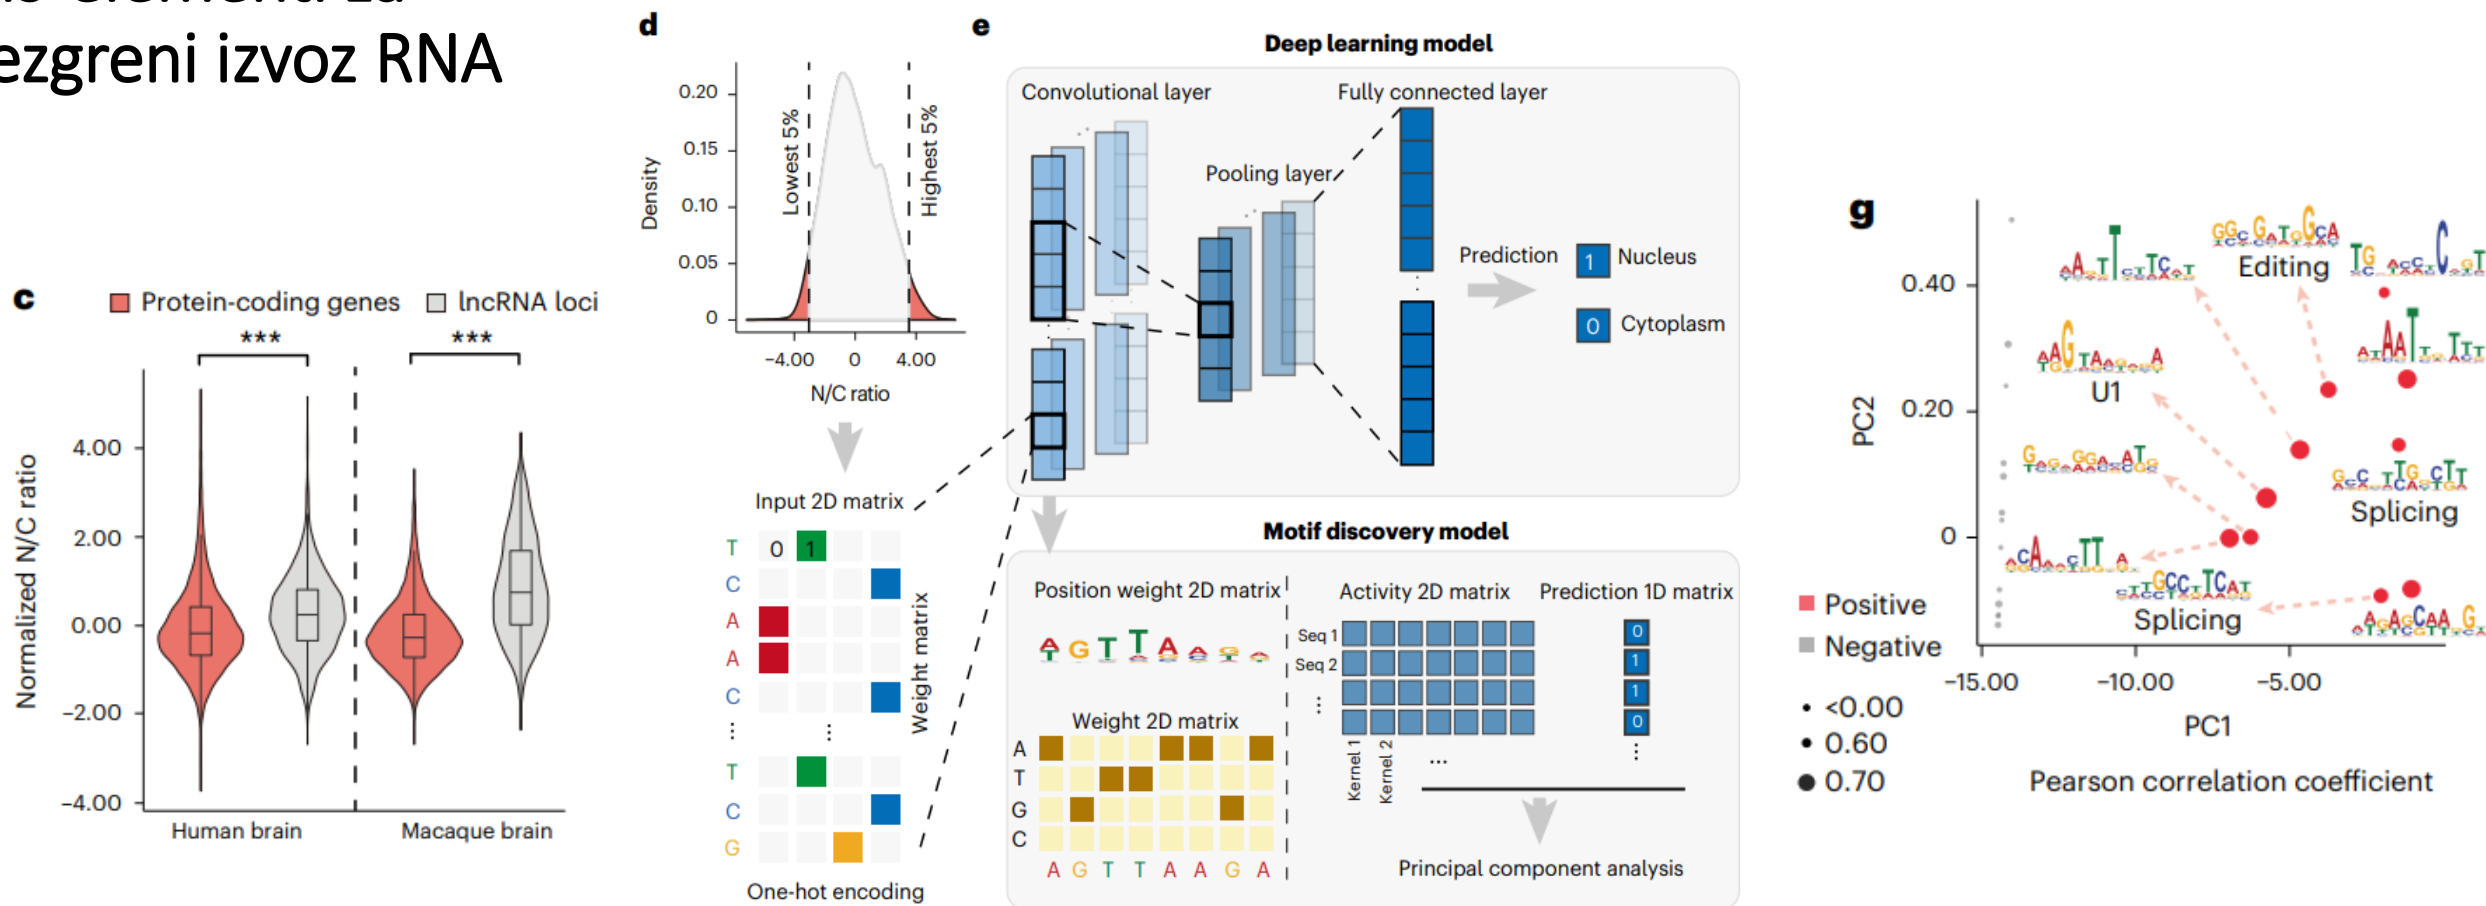 ezgreni izvoz RNA
c
Protein-coding genes
lncRNA loci
***
***
Normalized N/C ratio
4.00
2.00
0.00
−2.00
−4.00
Human brain
Macaque brain
d
Density
0.20
0.15
0.10
0.05
0
Lowest 5%
Highest 5%
−4.00
0
4.00
N/C ratio
Input 2D matrix
T
0
1
C
A
A
C
⋮
⋮
T
C
G
Weight matrix
One-hot encoding
e
Deep learning model
Convolutional layer
Fully connected layer
Pooling layer
Prediction
1
Nucleus
0
Cytoplasm
Motif discovery model
Position weight 2D matrix
Activity 2D matrix
Prediction 1D matrix
AGTTAAGA
Seq 1
Seq 2
⋮
0
1
1
0
⋮
Kernel 1
Kernel 2
...
Weight 2D matrix
A
T
G
C
A G T T A A G A
Principal component analysis
g
PC2
0.40
0.20
0
Editing
U1
Splicing
Splicing
Positive
Negative
<0.00
0.60
0.70
−15.00
−10.00
−5.00
PC1
Pearson correlation coefficient